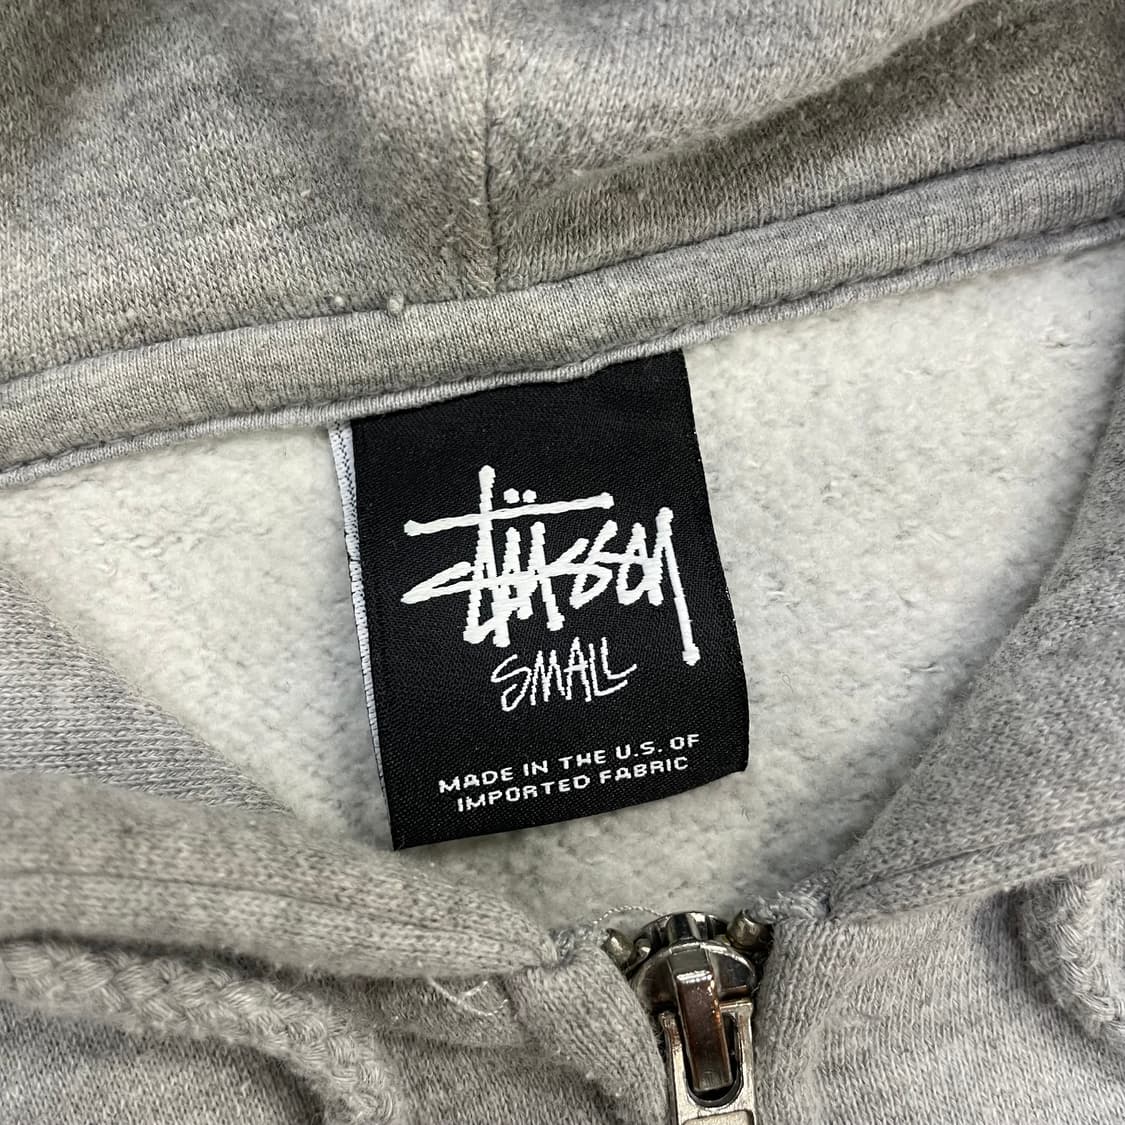 Stüssy
SMALL
MADE IN THE U.S. OF
IMPORTED FABRIC